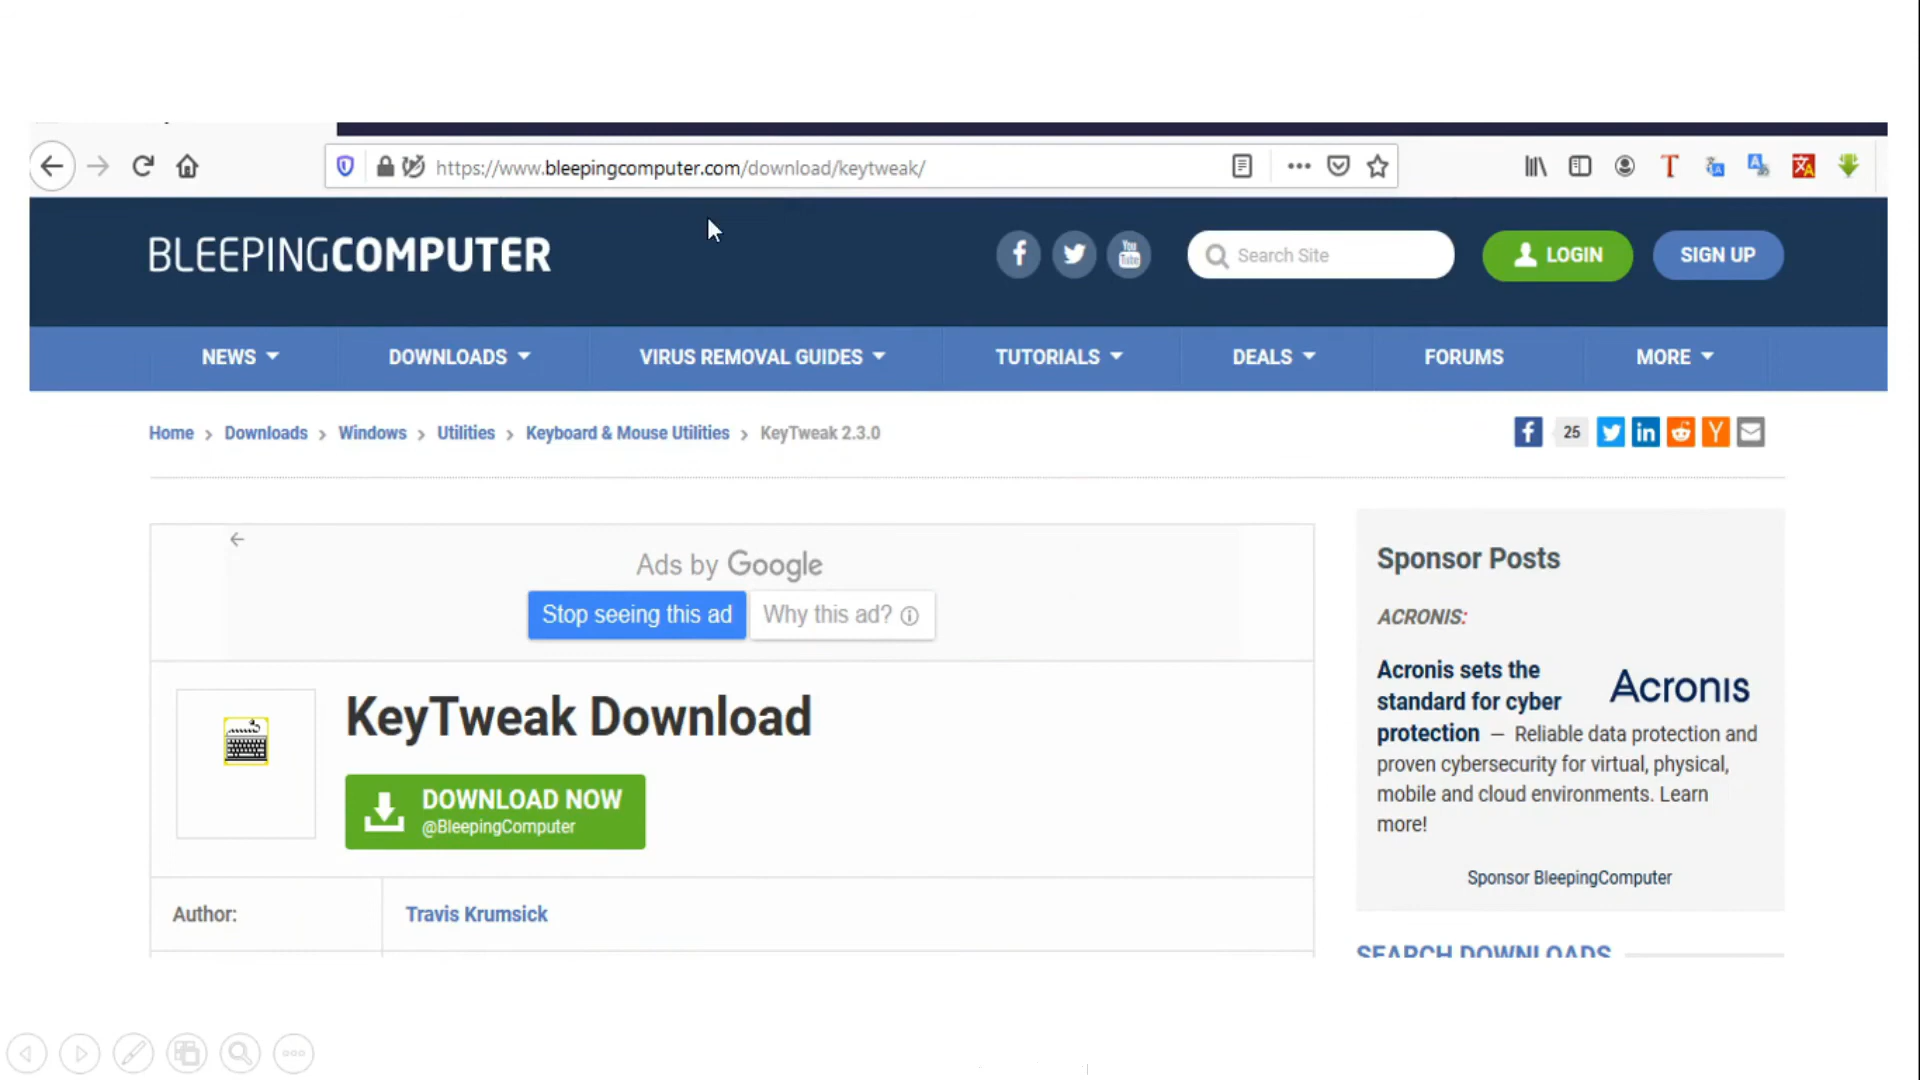 https://www.bleepingcomputer.com/download/keytweak/
BLEEPINGCOMPUTER
Search Site
LOGIN
SIGN UP
NEWS
DOWNLOADS
VIRUS REMOVAL GUIDES
TUTORIALS
DEALS
FORUMS
MORE
Home > Downloads > Windows > Utilities > Keyboard & Mouse Utilities > KeyTweak 2.3.0
25
Ads by Google
Stop seeing this ad
Why this ad?
KeyTweak Download
DOWNLOAD NOW
@BleepingComputer
Author:
Travis Krumsick
Sponsor Posts
ACRONIS:
Acronis sets the
standard for cyber
protection — Reliable data protection and
proven cybersecurity for virtual, physical,
mobile and cloud environments. Learn
more!
Acronis
Sponsor BleepingComputer
SEARCH DOWNLOADS